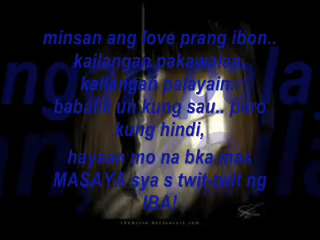 minsan ang love prang ibon..
kailangan pakawalan..
kailangan palayain..
babalik un kung sau.. pero
kung hindi,
hayaan mo na bka mas
MASAYA sya s twit-twit ng
IBA!